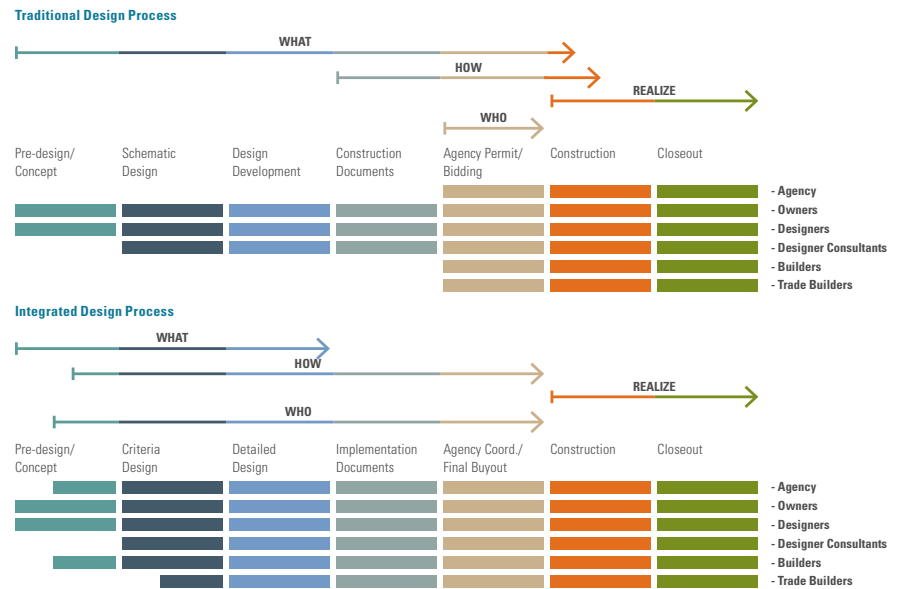 Traditional Design Process
WHAT
HOW
REALIZE
WHO
Pre-design/
Concept
Schematic
Design
Design
Development
Construction
Documents
Agency Permit/
Bidding
Construction
Closeout
- Agency
- Owners
- Designers
- Designer Consultants
- Builders
- Trade Builders
Integrated Design Process
WHAT
HOW
REALIZE
WHO
Pre-design/
Concept
Criteria
Design
Detailed
Design
Implementation
Documents
Agency Coord./
Final Buyout
Construction
Closeout
- Agency
- Owners
- Designers
- Designer Consultants
- Builders
- Trade Builders